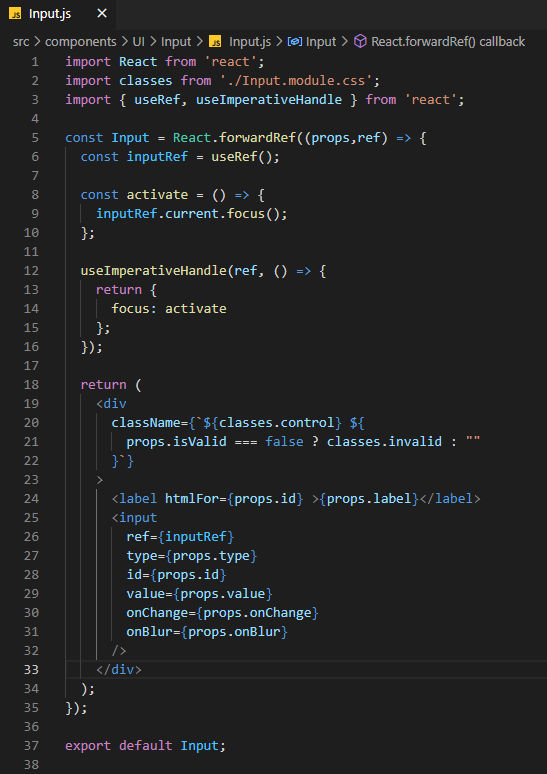 JS Input.js ×
src > components > UI > Input > JS Input.js > Input > React.forwardRef() callback
1 import React from 'react';
2 import classes from './Input.module.css';
3 import { useRef, useImperativeHandle } from 'react';
4
5 const Input = React.forwardRef((props,ref) => {
6   const inputRef = useRef();
7
8   const activate = () => {
9     inputRef.current.focus();
10   };
11
12   useImperativeHandle(ref, () => {
13     return {
14       focus: activate
15     };
16   });
17
18   return (
19     <div
20       className={`${classes.control} ${
21         props.isValid === false ? classes.invalid : ""
22       }`}
23     >
24       <label htmlFor={props.id} >{props.label}</label>
25       <input
26         ref={inputRef}
27         type={props.type}
28         id={props.id}
29         value={props.value}
30         onChange={props.onChange}
31         onBlur={props.onBlur}
32       />
33     </div>
34   );
35 });
36
37 export default Input;
38